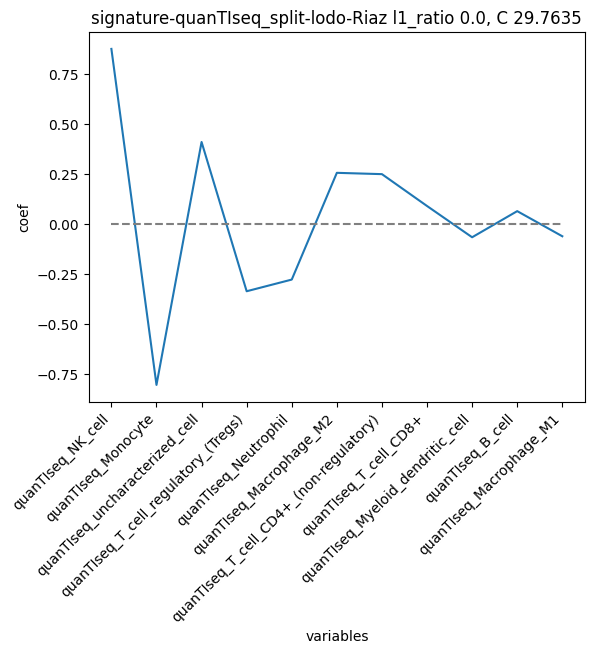 signature-quanTIseq_split-lodo-Riaz l1_ratio 0.0, C 29.7635
0.75
0.50
0.25
0.00
−0.25
−0.50
−0.75
coef
quanTIseq_NK_cell
quanTIseq_Monocyte
quanTIseq_uncharacterized_cell
quanTIseq_T_cell_regulatory_(Tregs)
quanTIseq_Neutrophil
quanTIseq_Macrophage_M2
quanTIseq_T_cell_CD4+_(non-regulatory)
quanTIseq_T_cell_CD8+
quanTIseq_Myeloid_dendritic_cell
quanTIseq_B_cell
quanTIseq_Macrophage_M1
variables